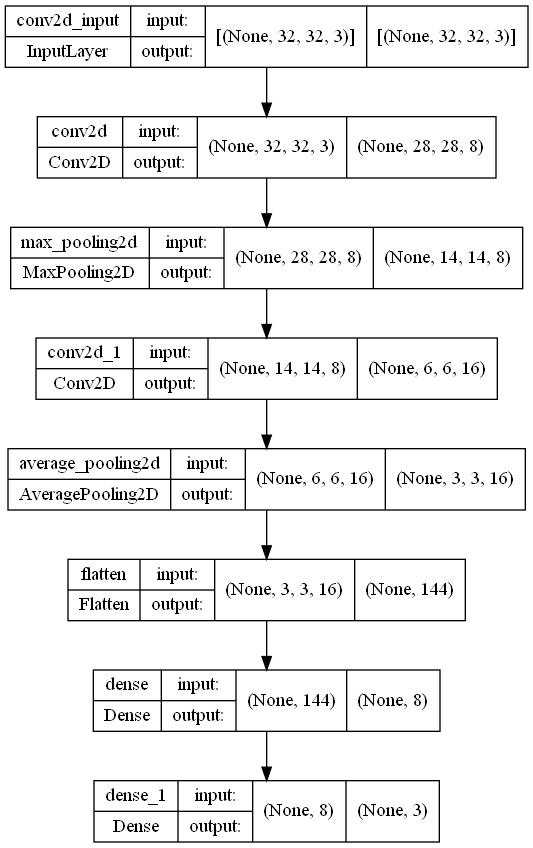 conv2d_input input: [(None, 32, 32, 3)] [(None, 32, 32, 3)]
InputLayer output:
conv2d input: (None, 32, 32, 3) (None, 28, 28, 8)
Conv2D output:
max_pooling2d input: (None, 28, 28, 8) (None, 14, 14, 8)
MaxPooling2D output:
conv2d_1 input: (None, 14, 14, 8) (None, 6, 6, 16)
Conv2D output:
average_pooling2d input: (None, 6, 6, 16) (None, 3, 3, 16)
AveragePooling2D output:
flatten input: (None, 3, 3, 16) (None, 144)
Flatten output:
dense input: (None, 144) (None, 8)
Dense output:
dense_1 input: (None, 8) (None, 3)
Dense output: